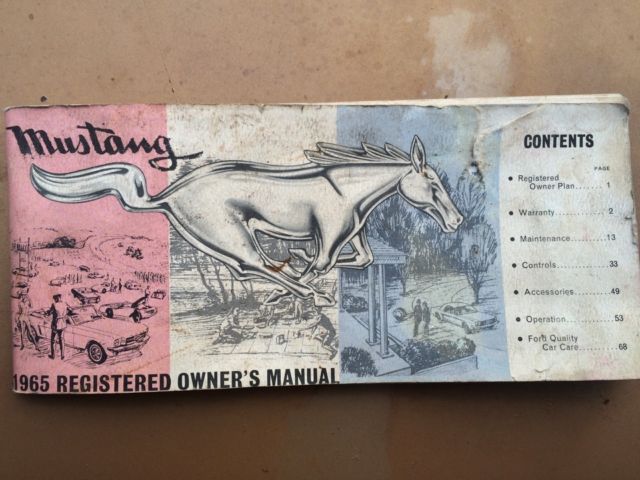 Mustang
1965 REGISTERED OWNER'S MANUAL
CONTENTS
PAGE
• Registered
Owner Plan....... 1
• Warranty............ 2
• Maintenance......13
• Controls............33
• Accessories........49
• Operation..........53
• Ford Quality
Car Care..........68